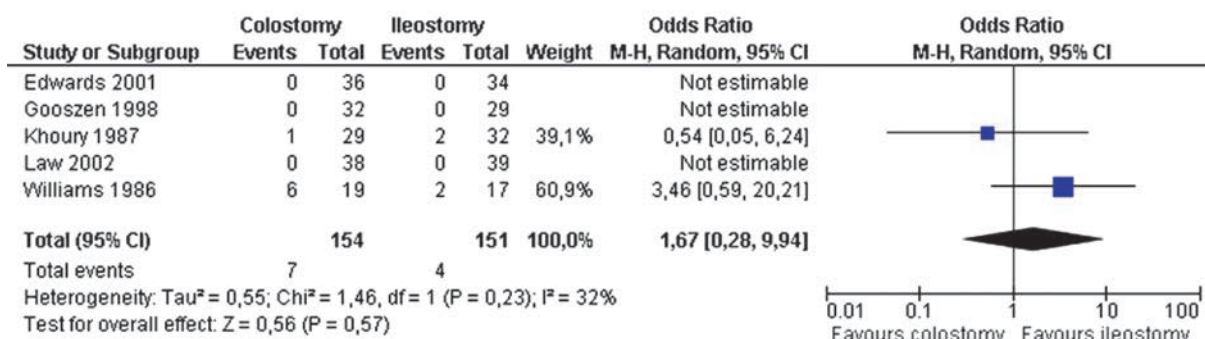 Colostomy Ileostomy Odds Ratio Odds Ratio
Study or Subgroup Events Total Events Total Weight M-H, Random, 95% CI M-H, Random, 95% CI
Edwards 2001 0 36 0 34 Not estimable
Gooszen 1998 0 32 0 29 Not estimable
Khoury 1987 1 29 2 32 39,1% 0,54 [0,05, 6,24]
Law 2002 0 38 0 39 Not estimable
Williams 1986 6 19 2 17 60,9% 3,46 [0,59, 20,21]
Total (95% CI) 154 151 100,0% 1,67 [0,28, 9,94]
Total events 7 4
Heterogeneity: Tau² = 0,55; Chi² = 1,46, df = 1 (P = 0,23); I² = 32%
Test for overall effect: Z = 0,56 (P = 0,57)
0.01 0.1 1 10 100
Favours colostomy Favours ileostomy